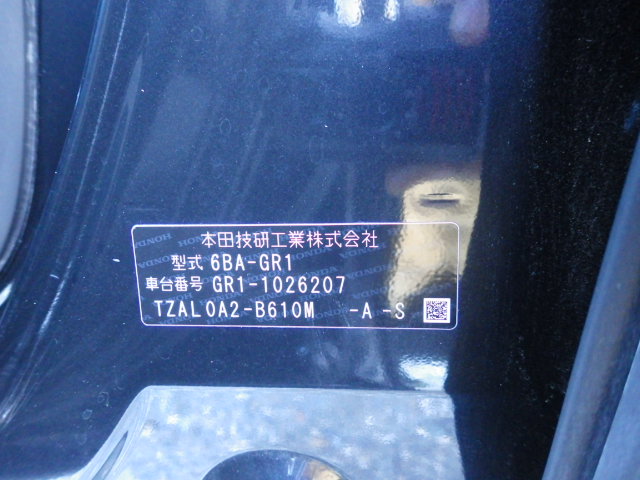 本田技研工業株式会社
型式 6BA-GR1
車台番号 GR1-1026207
TZAL0A2-B610M -A -S